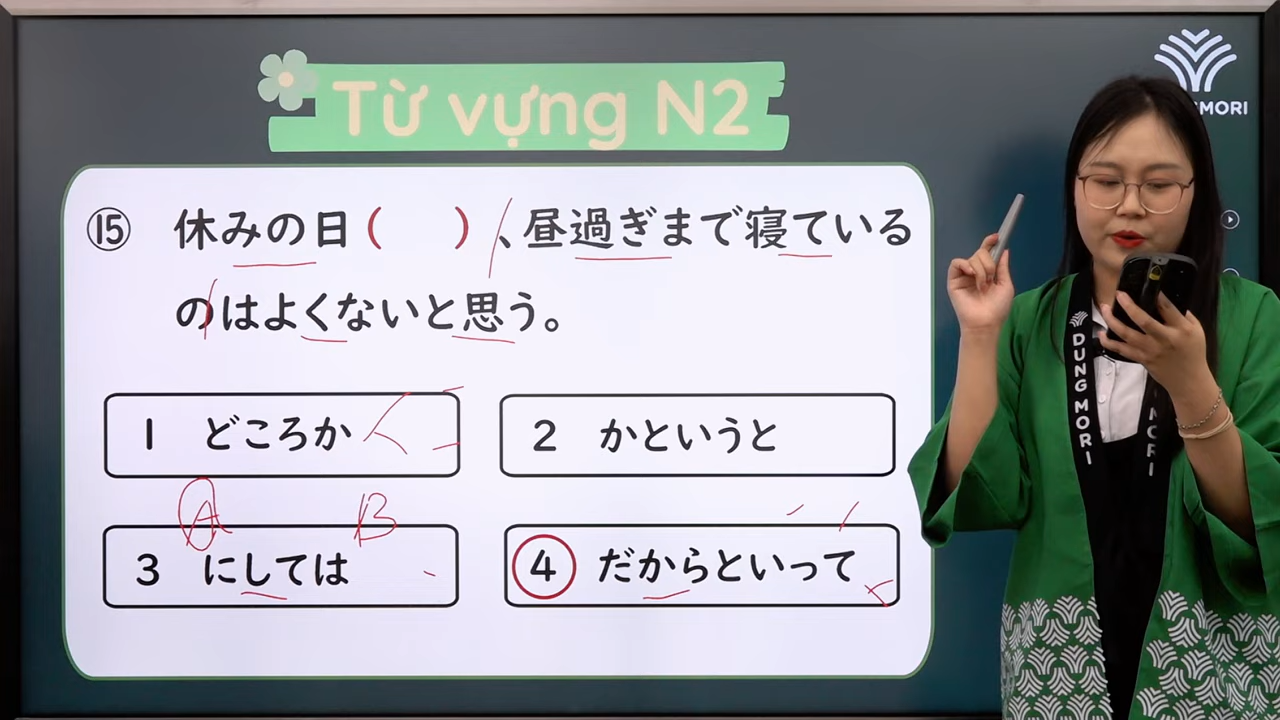 Từ vựng N2
MORI
⑮ 休みの日( )、昼過ぎまで寝ている
のはよくないと思う。
1 どころか
2 かというと
A B
3 にしては
4 だからといって
DUNG MORI
MORI